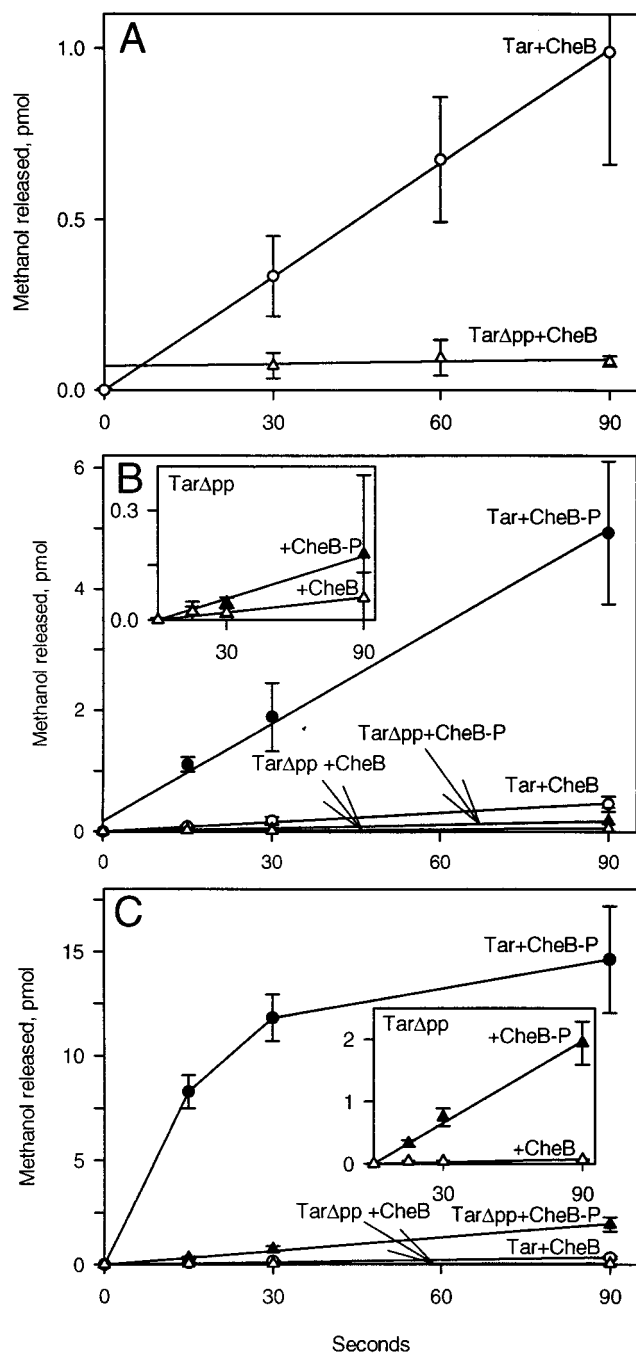 A
Tar+CheB
1.0
Methanol released, pmol
0.5
TarΔpp+CheB
0.0
0 30 60 90
B
TarΔpp
6
0.3
+CheB-P
Tar+CheB-P
+CheB
0.0
30 90
4
Methanol released, pmol
2
TarΔpp+CheB-P
TarΔpp +CheB
Tar+CheB
0
0 30 60 90
C
15
Tar+CheB-P
TarΔpp
2
+CheB-P
10
Methanol released, pmol
1
+CheB
0
30 90
5
TarΔpp +CheB
TarΔpp+CheB-P
Tar+CheB
0
0 30 60 90
Seconds